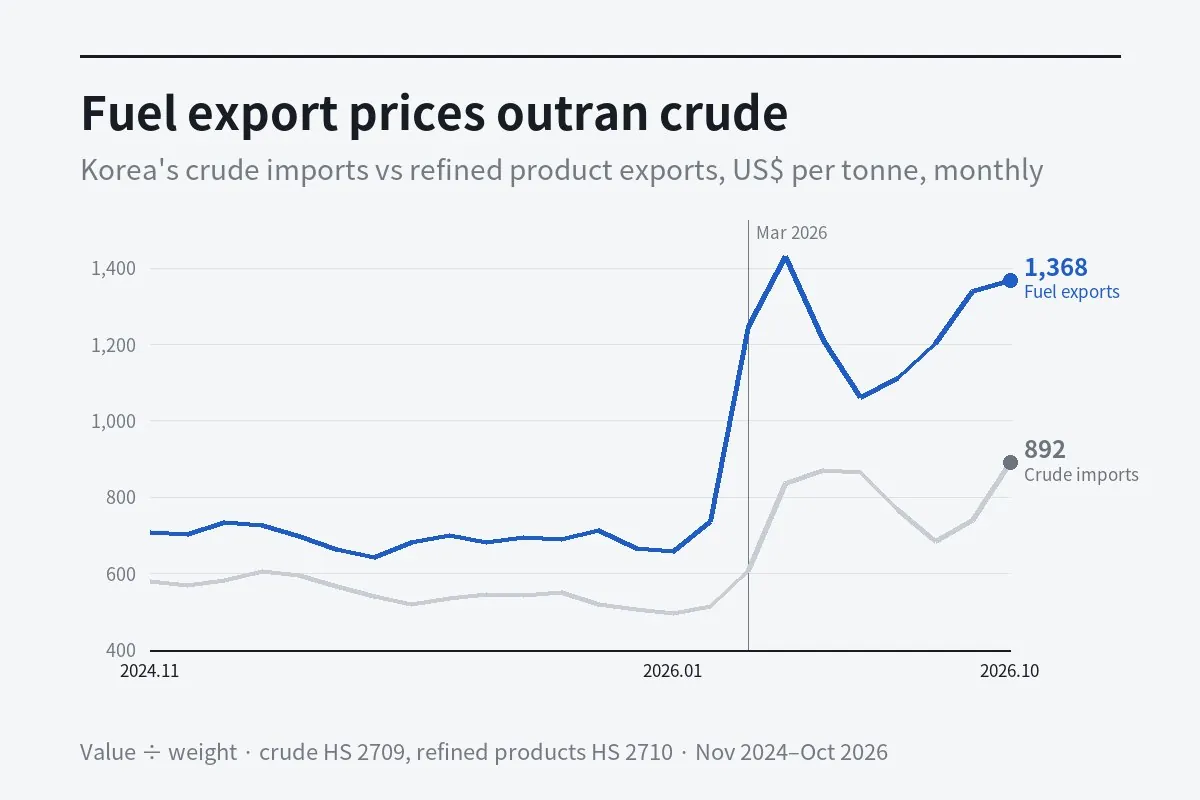 Fuel export prices outran crude
Korea's crude imports vs refined product exports, US$ per tonne, monthly
Mar 2026
1,400
1,368
Fuel exports
1,200
1,000
892
Crude imports
800
600
400
2024.11
2026.01
2026.10
Value ÷ weight · crude HS 2709, refined products HS 2710 · Nov 2024–Oct 2026